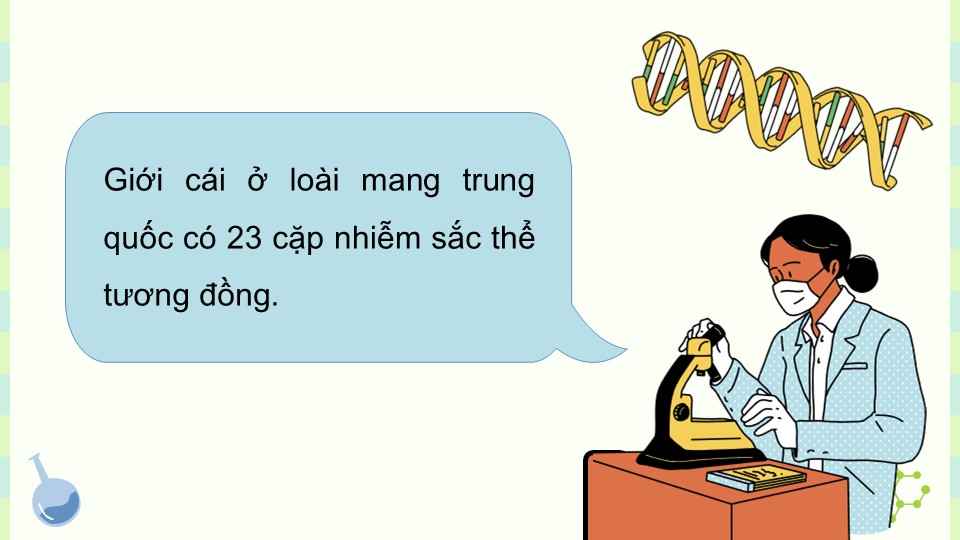 Giới cái ở loài mang trung
quốc có 23 cặp nhiễm sắc thể
tương đồng.